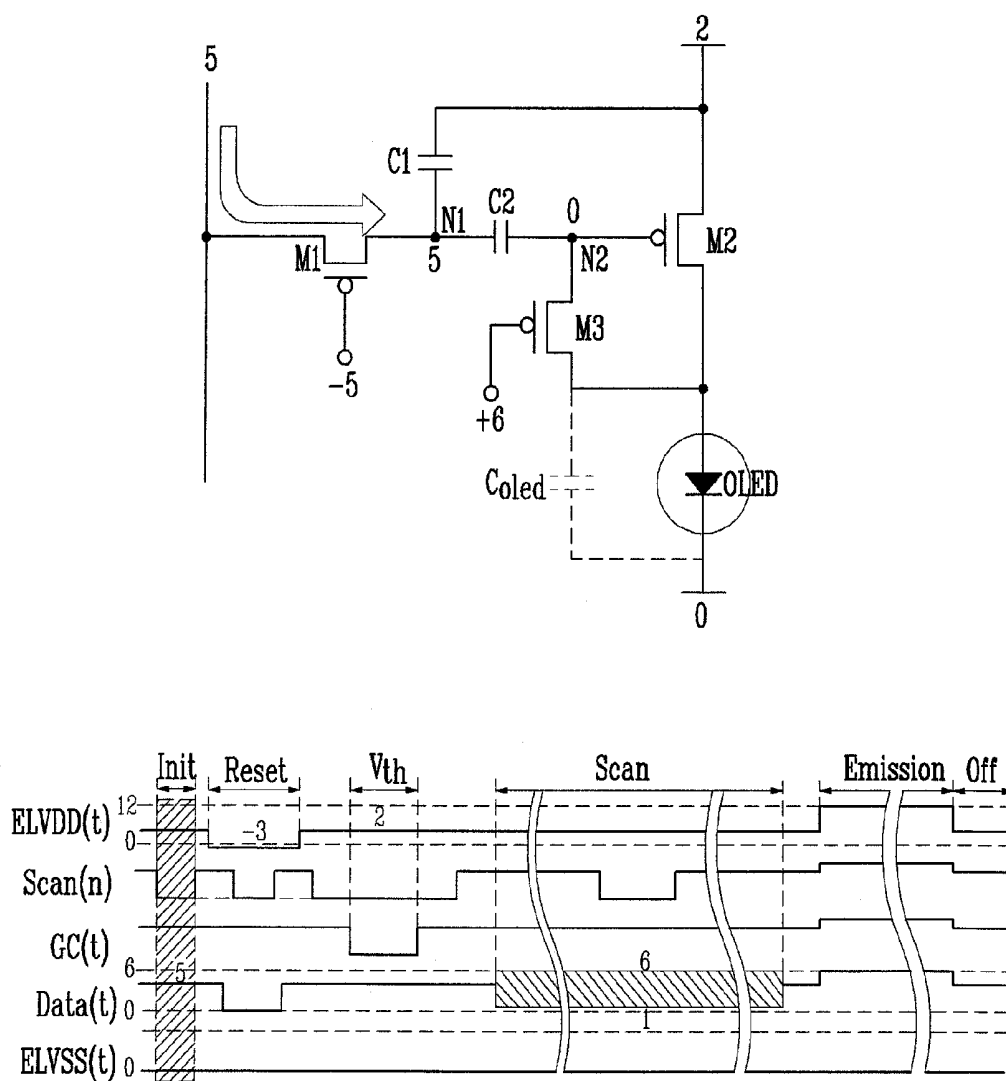 2
5
C1
C2
0
N1
M1
5
N2
M2
M3
-5
+6
Coled
OLED
0
Init Reset Vth Scan Emission Off
ELVDD(t) 12 0 -3 2
Scan(n)
GC(t)
Data(t) 6 0 5 6 1
ELVSS(t) 0